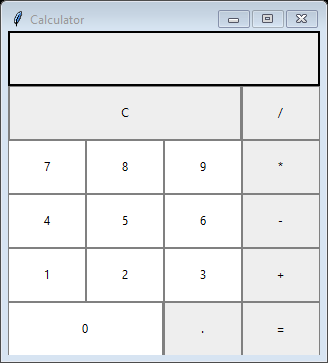 Calculator
C /
7 8 9 *
4 5 6 -
1 2 3 +
0 . =